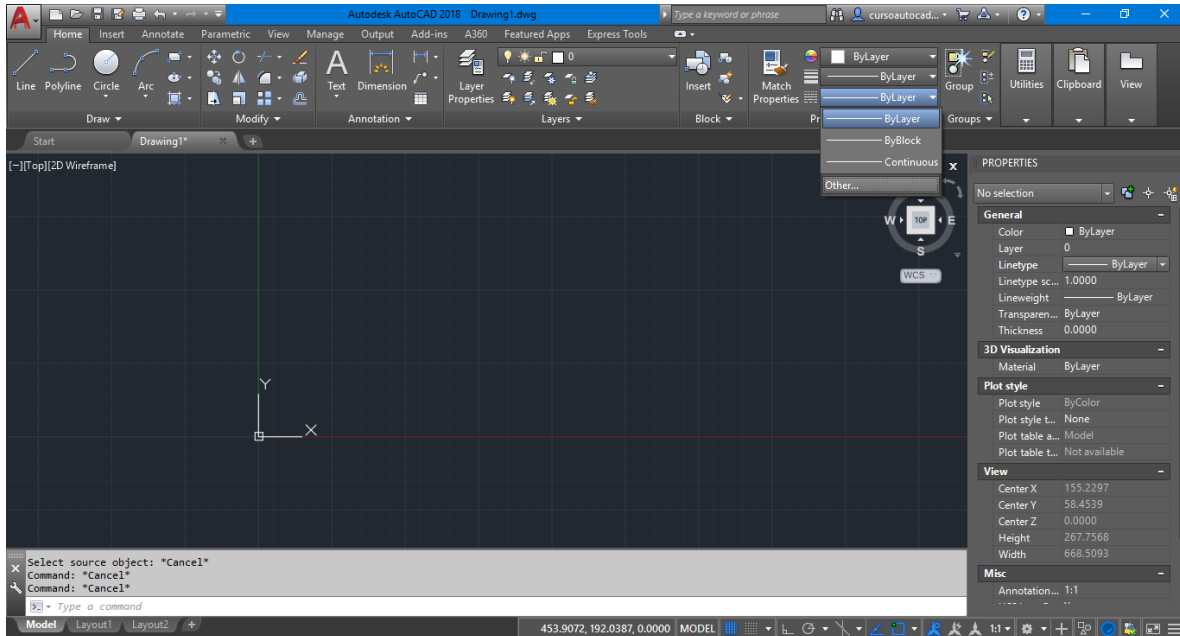 Autodesk AutoCAD 2018 Drawing1.dwg
Type a keyword or phrase
cursoautocad...
Home Insert Annotate Parametric View Manage Output Add-ins A360 Featured Apps Express Tools
Line Polyline Circle Arc
Text Dimension
Layer
Properties
0
Insert
Match
Properties
ByLayer
ByLayer
ByLayer
Group
Utilities
Clipboard
View
Draw
Modify
Annotation
Layers
Block
Pr
Groups
ByLayer
ByBlock
Continuous
Other...
Start
Drawing1*
[−][Top][2D Wireframe]
W TOP E
S
WCS
Y
X
PROPERTIES
No selection
General
Color ByLayer
Layer 0
Linetype ByLayer
Linetype sc... 1.0000
Lineweight ByLayer
Transparen... ByLayer
Thickness 0.0000
3D Visualization
Material ByLayer
Plot style
Plot style ByColor
Plot style t... None
Plot table a... Model
Plot table t... Not available
View
Center X 155.2297
Center Y 58.4539
Center Z 0.0000
Height 267.7568
Width 668.5093
Misc
Annotation... 1:1
Select source object: *Cancel*
Command: *Cancel*
Command: *Cancel*
Type a command
Model Layout1 Layout2 +
453.9072, 192.0387, 0.0000 MODEL 1:1